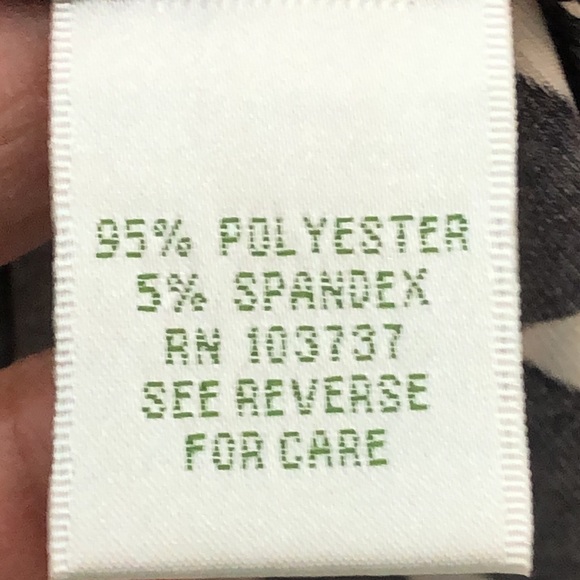 95% POLYESTER
5% SPANDEX
RN 103737
SEE REVERSE
FOR CARE